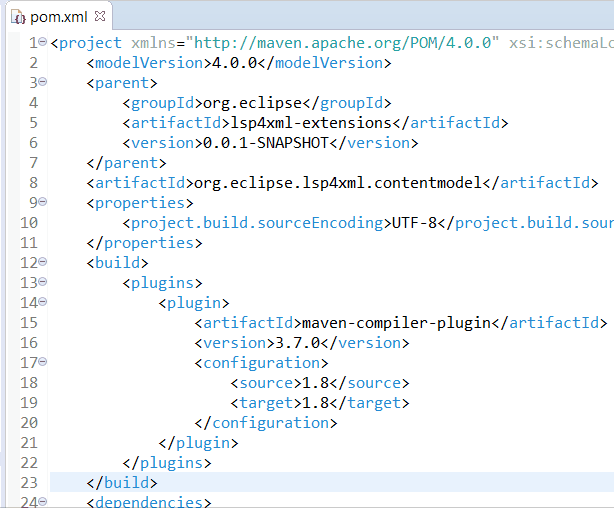 pom.xml
1 <project xmlns="http://maven.apache.org/POM/4.0.0" xsi:schemaLo
2 <modelVersion>4.0.0</modelVersion>
3 <parent>
4 <groupId>org.eclipse</groupId>
5 <artifactId>lsp4xml-extensions</artifactId>
6 <version>0.0.1-SNAPSHOT</version>
7 </parent>
8 <artifactId>org.eclipse.lsp4xml.contentmodel</artifactId>
9 <properties>
10 <project.build.sourceEncoding>UTF-8</project.build.sour
11 </properties>
12 <build>
13 <plugins>
14 <plugin>
15 <artifactId>maven-compiler-plugin</artifactId>
16 <version>3.7.0</version>
17 <configuration>
18 <source>1.8</source>
19 <target>1.8</target>
20 </configuration>
21 </plugin>
22 </plugins>
23 </build>
24 <dependencies>